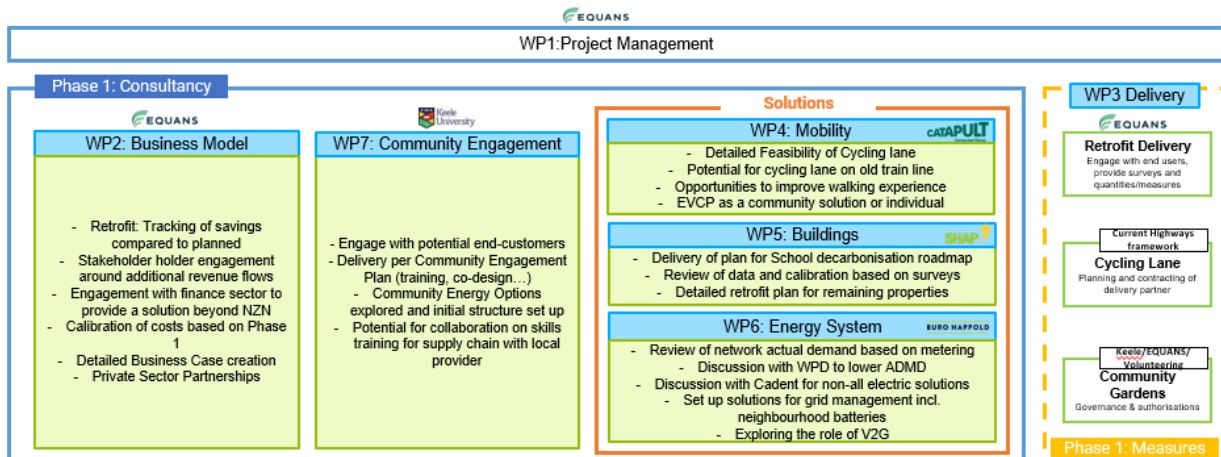 EQUANS
WP1:Project Management
Phase 1: Consultancy
EQUANS
WP2: Business Model
- Retrofit: Tracking of savings
compared to planned
- Stakeholder holder engagement
around additional revenue flows
- Engagement with finance sector to
provide a solution beyond NZN
- Calibration of costs based on Phase
1
- Detailed Business Case creation
- Private Sector Partnerships
Keele
University
WP7: Community Engagement
- Engage with potential end-customers
- Delivery per Community Engagement
Plan (training, co-design…)
- Community Energy Options
explored and initial structure set up
- Potential for collaboration on skills
training for supply chain with local
provider
Solutions
WP4: Mobility
CATAPULT
- Detailed Feasibility of Cycling lane
- Potential for cycling lane on old train line
- Opportunities to improve walking experience
- EVCP as a community solution or individual
WP5: Buildings
SHAP
- Delivery of plan for School decarbonisation roadmap
- Review of data and calibration based on surveys
- Detailed retrofit plan for remaining properties
WP6: Energy System
BURO HAPPOLD
- Review of network actual demand based on metering
- Discussion with WPD to lower ADMD
- Discussion with Cadent for non-all electric solutions
- Set up solutions for grid management incl.
neighbourhood batteries
- Exploring the role of V2G
WP3 Delivery
EQUANS
Retrofit Delivery
Engage with end users,
provide surveys and
quantities/measures
Current Highways
framework
Cycling Lane
Planning and contracting of
delivery partner
Keele/EQUANS/
Volunteering
Community
Gardens
Governance & authorisations
Phase 1: Measures